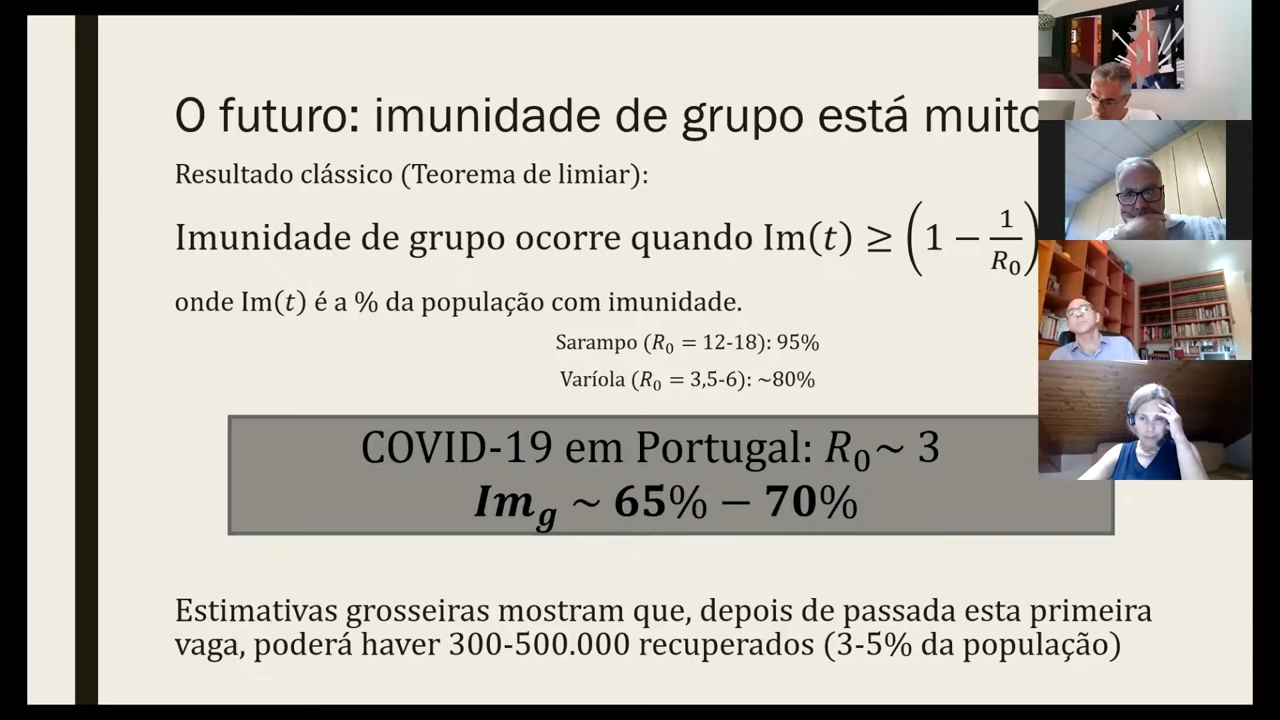 O futuro: imunidade de grupo está muito
Resultado clássico (Teorema de limiar):
Imunidade de grupo ocorre quando Im(t) ≥ (1 − 1/R₀)
onde Im(t) é a % da população com imunidade.
Sarampo (R₀ = 12-18): 95%
Varíola (R₀ = 3,5-6): ~80%
COVID-19 em Portugal: R₀~ 3
Im_g ~ 65% − 70%
Estimativas grosseiras mostram que, depois de passada esta primeira
vaga, poderá haver 300-500.000 recuperados (3-5% da população)